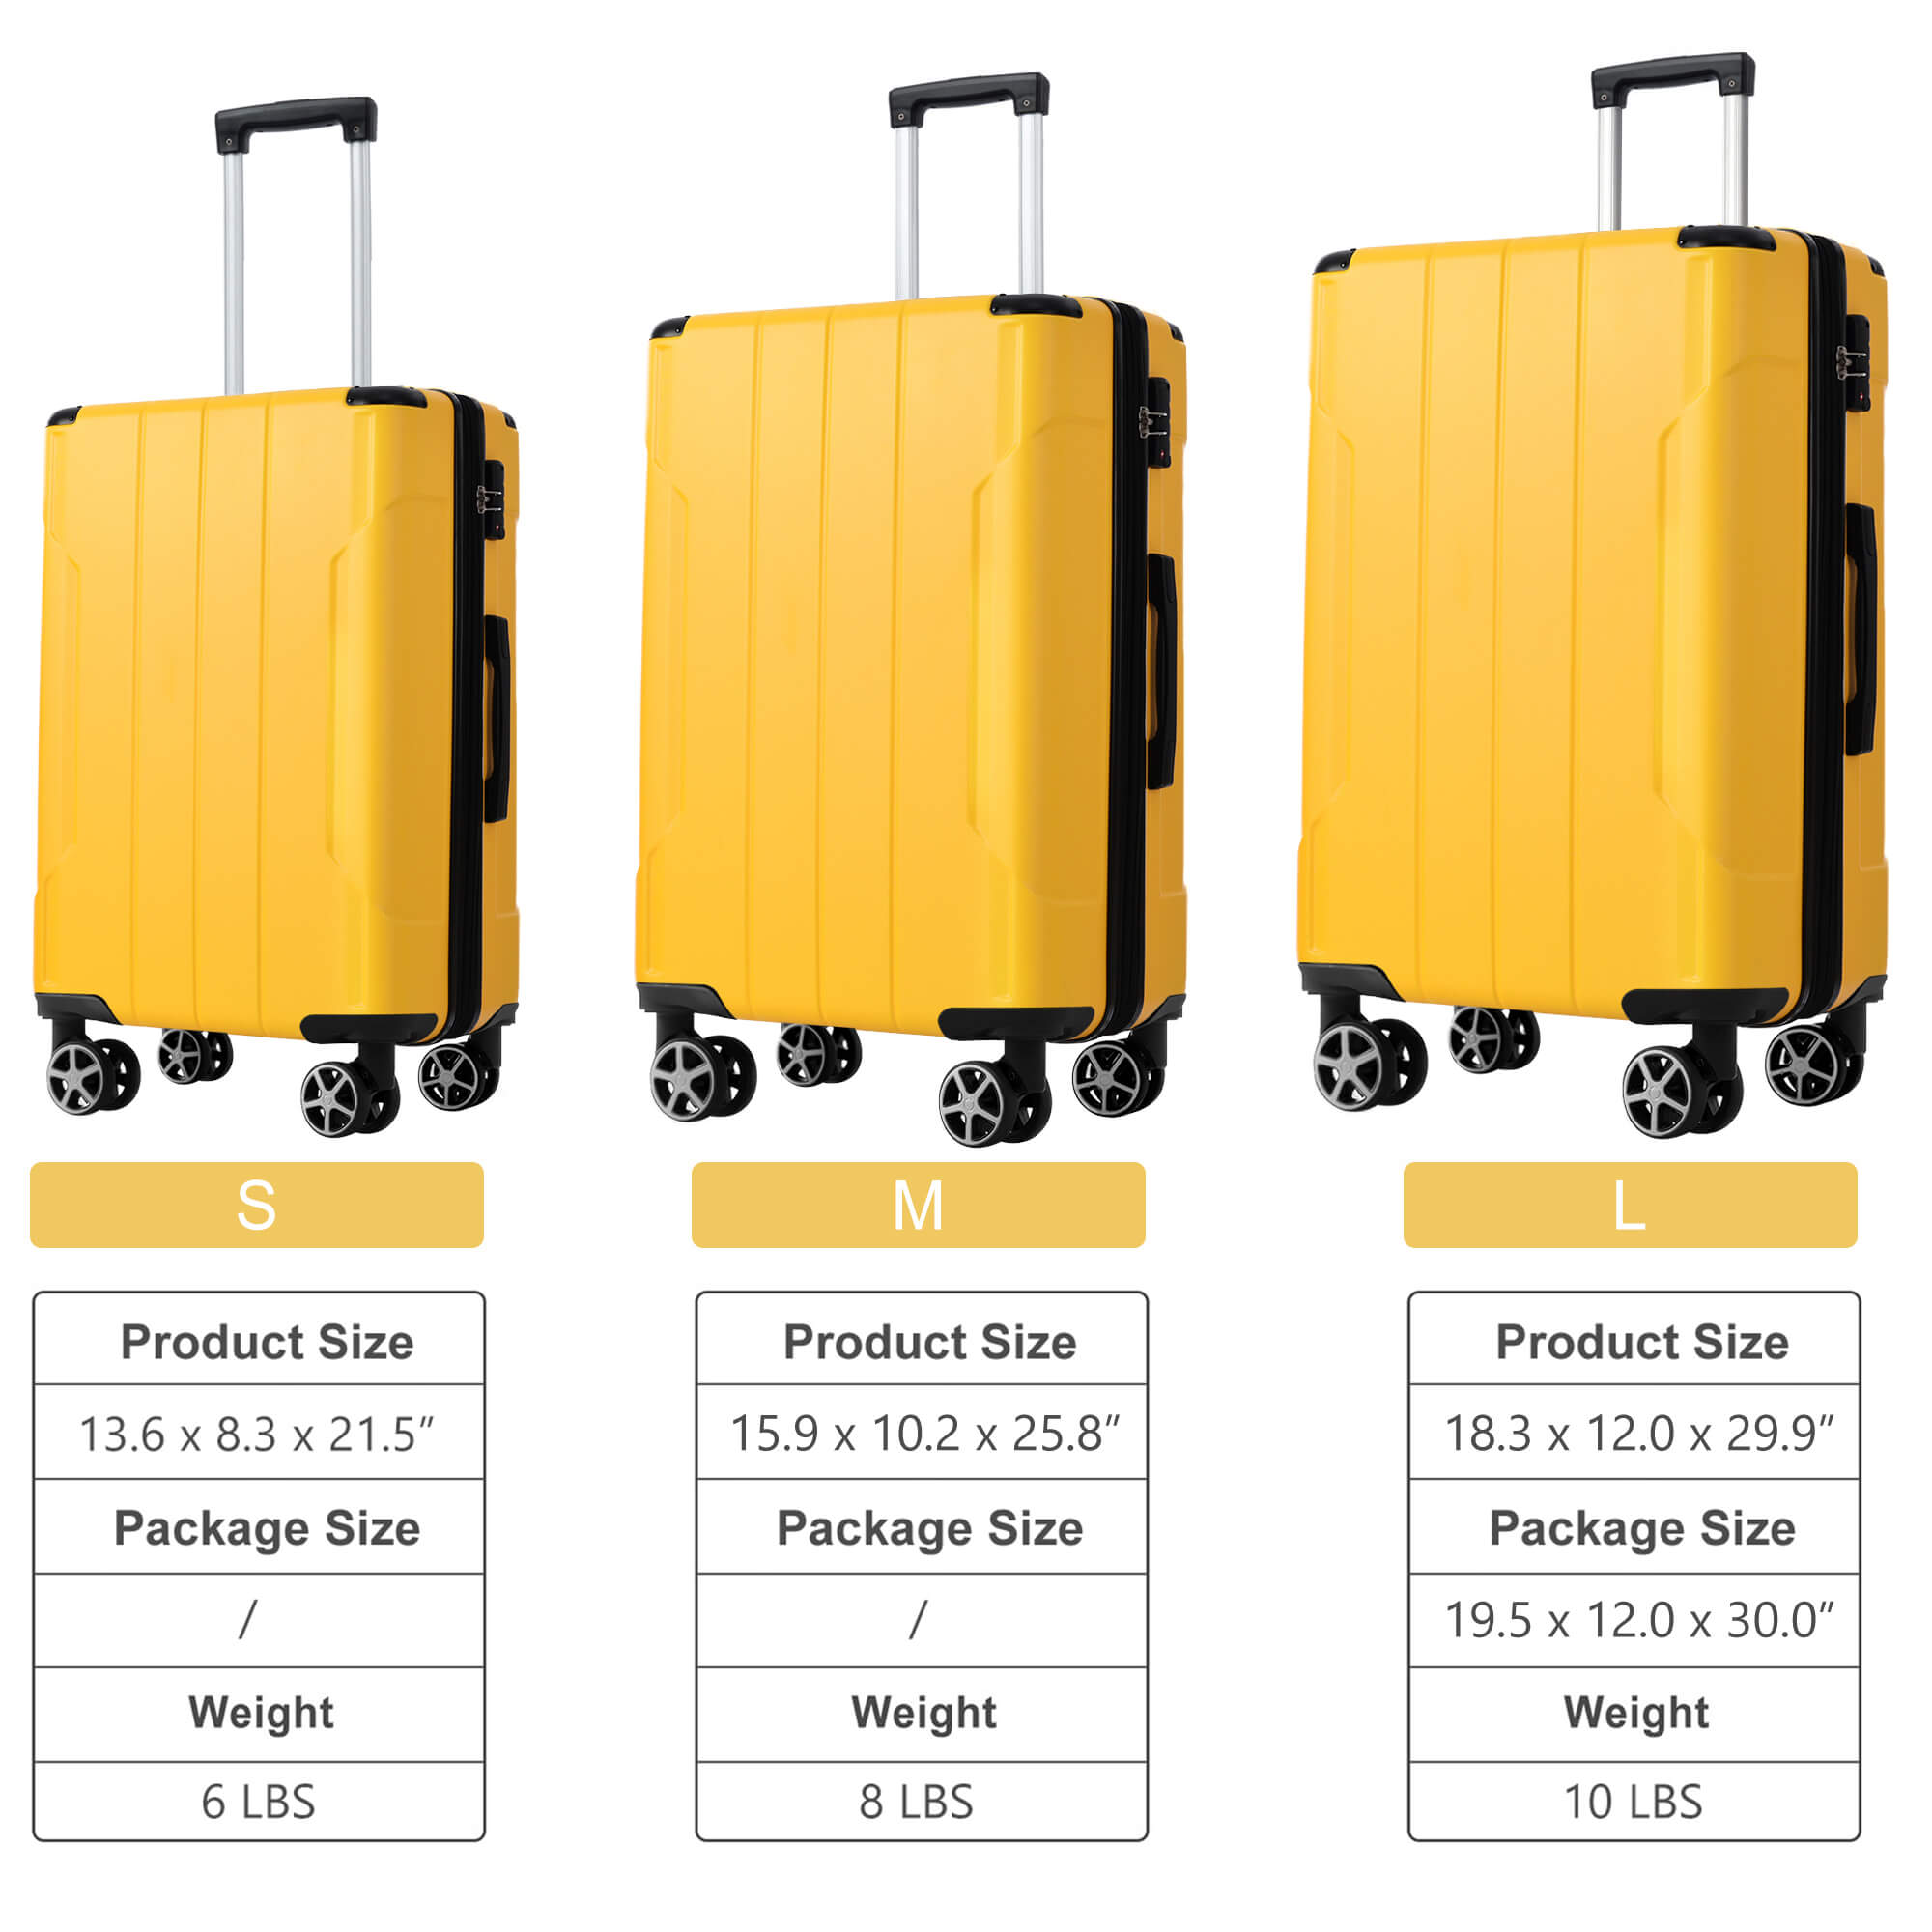 S
Product Size
13.6 x 8.3 x 21.5″
Package Size
/
Weight
6 LBS
M
Product Size
15.9 x 10.2 x 25.8″
Package Size
/
Weight
8 LBS
L
Product Size
18.3 x 12.0 x 29.9″
Package Size
19.5 x 12.0 x 30.0″
Weight
10 LBS